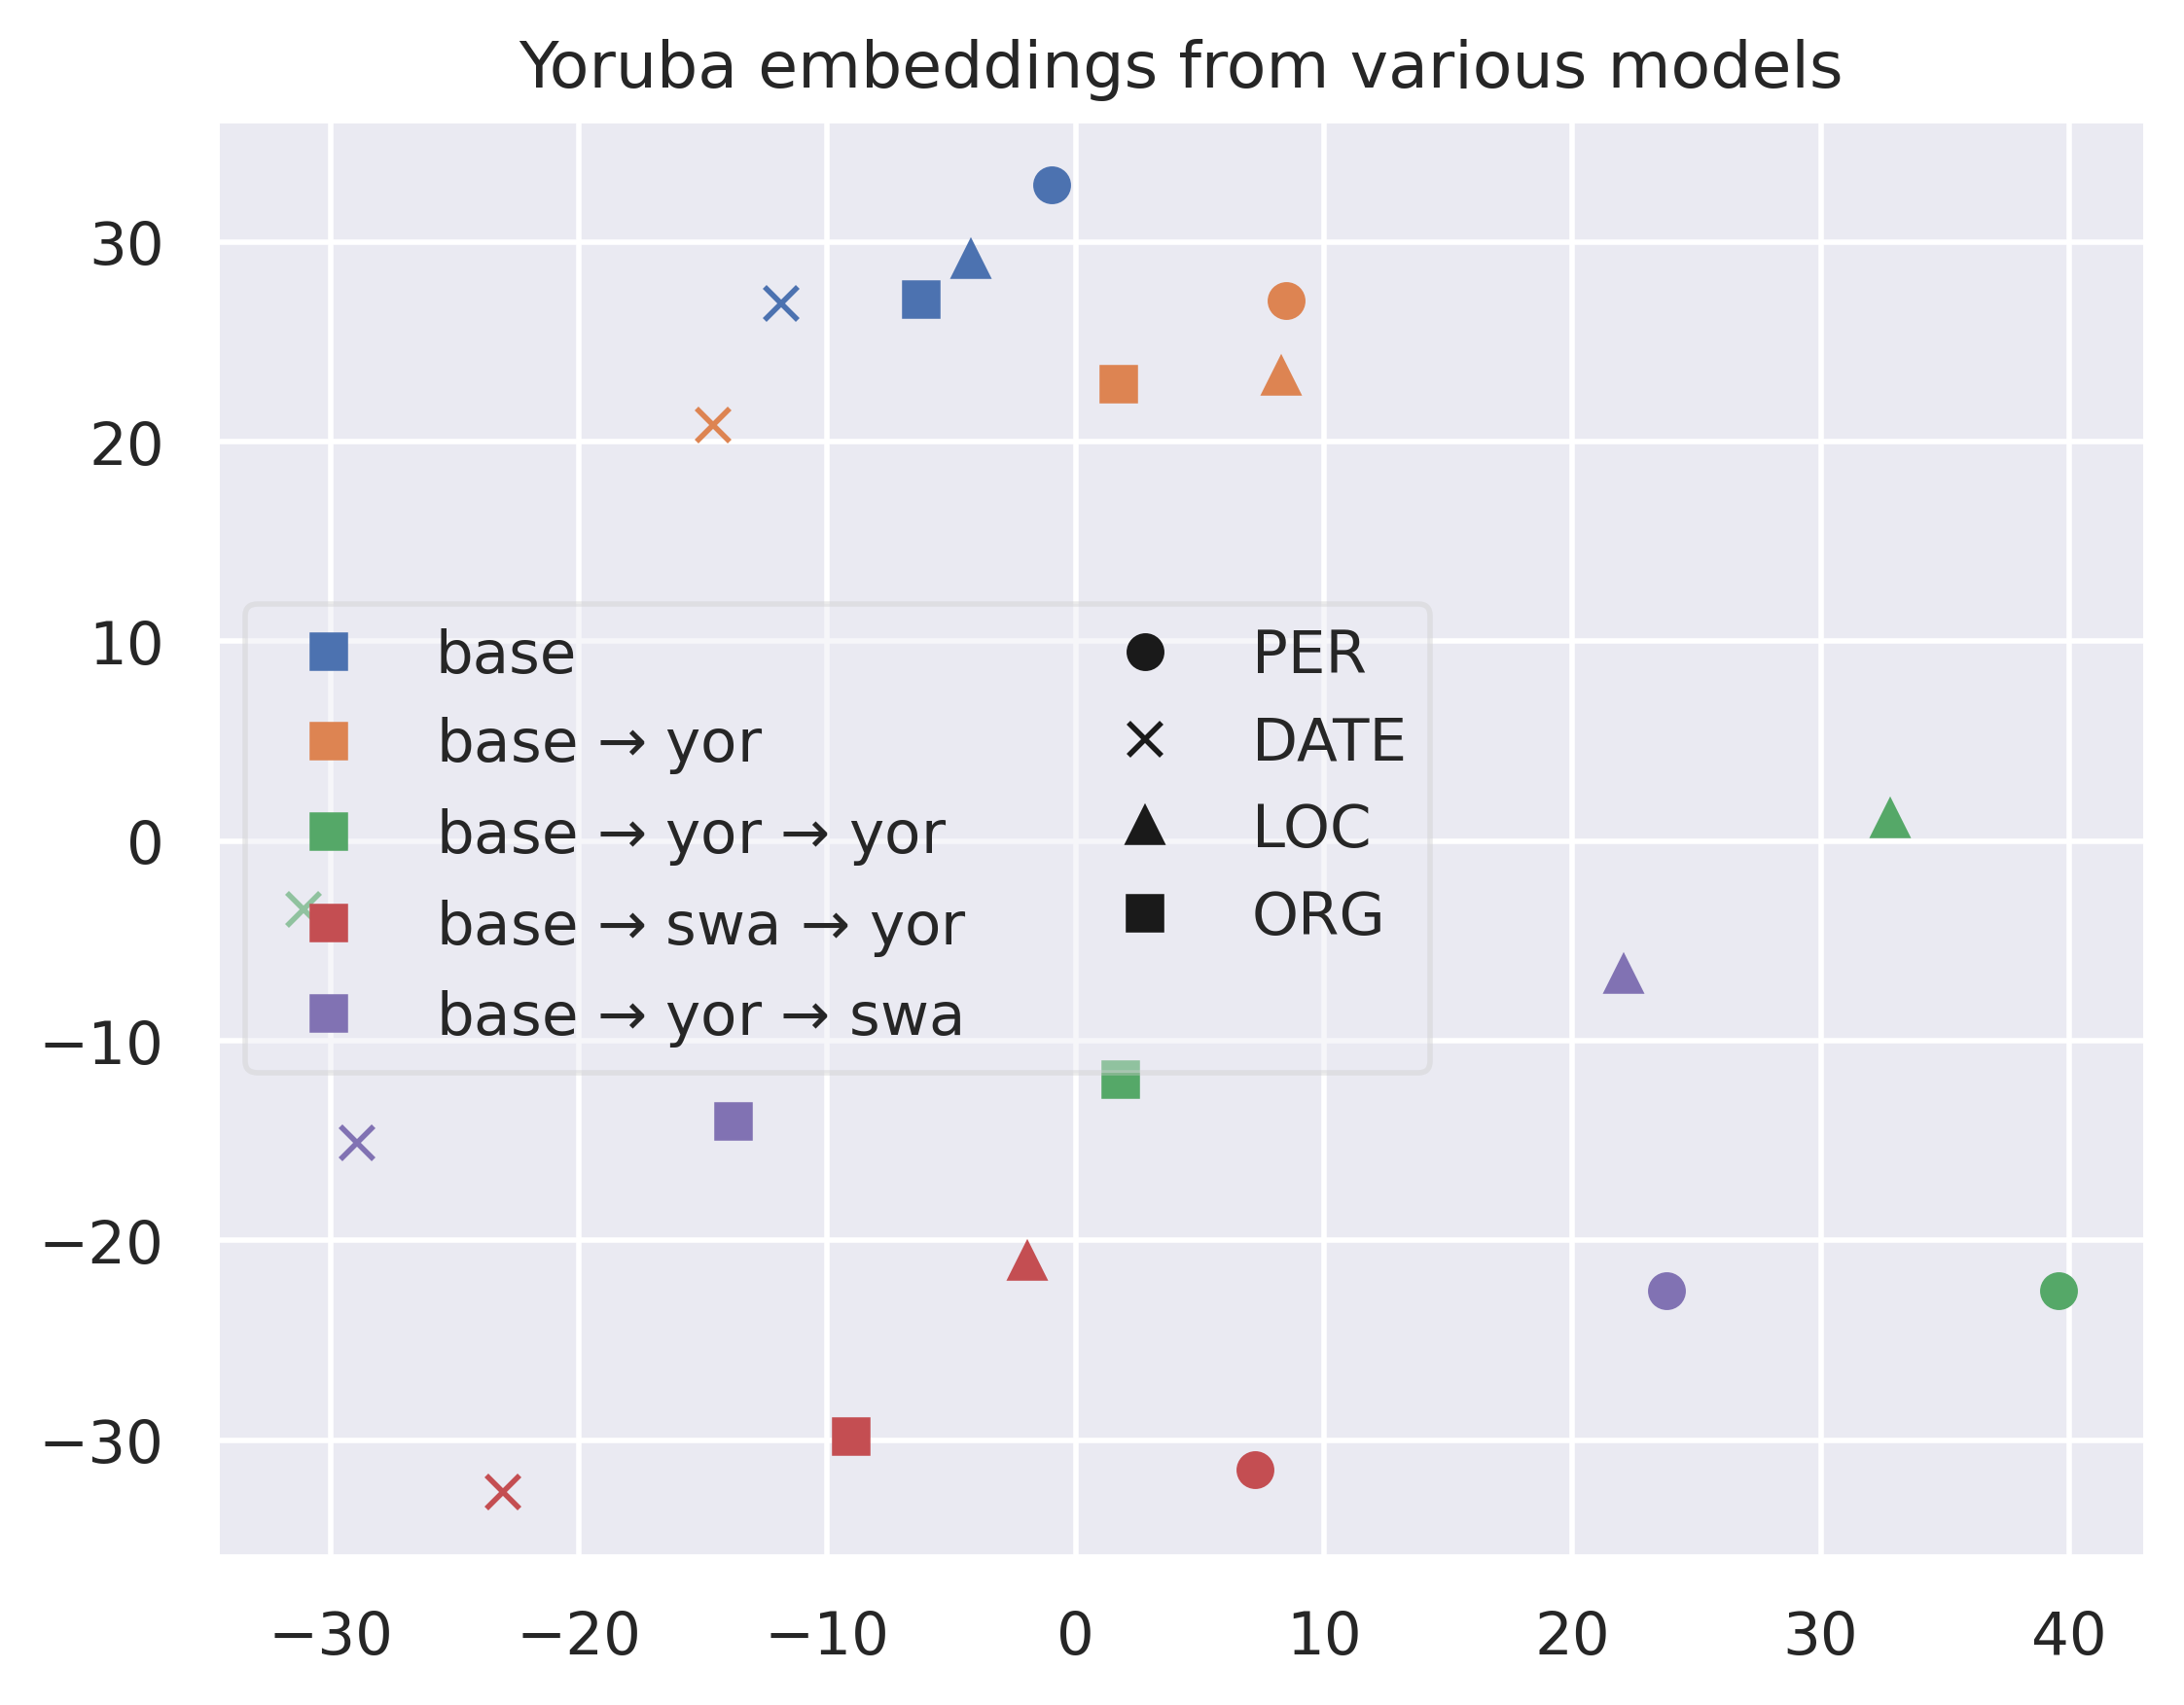 Yoruba embeddings from various models
30
20
10
0
−10
−20
−30
base
base → yor
base → yor → yor
base → swa → yor
base → yor → swa
PER
DATE
LOC
ORG
−30 −20 −10 0 10 20 30 40